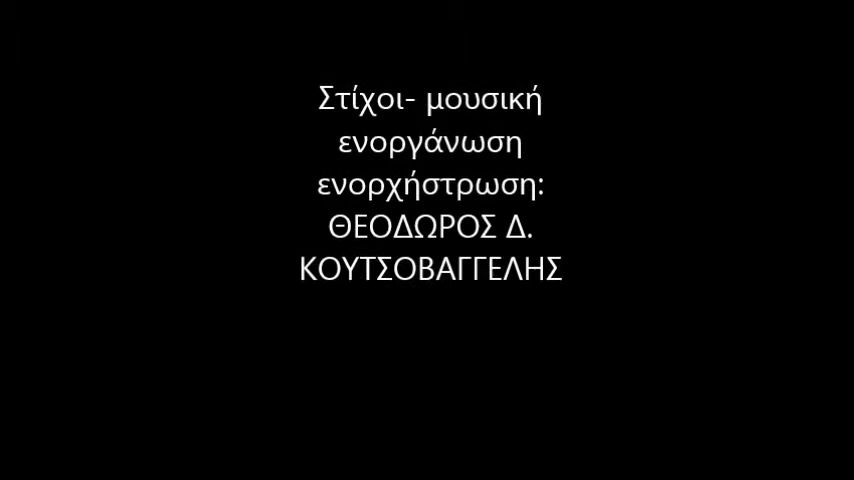 Στίχοι- μουσική
ενοργάνωση
ενορχήστρωση:
ΘΕΟΔΩΡΟΣ Δ.
ΚΟΥΤΣΟΒΑΓΓΕΛΗΣ